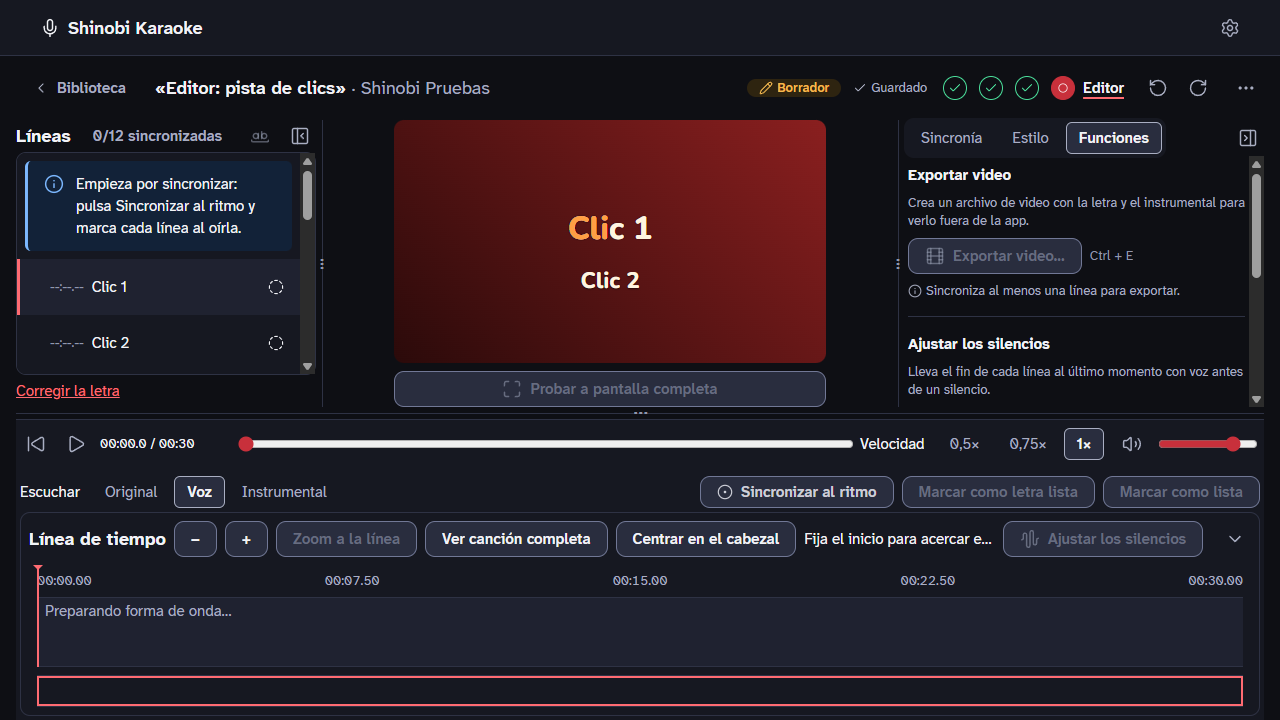 Shinobi Karaoke
Biblioteca
«Editor: pista de clics» · Shinobi Pruebas
Borrador
Guardado
Editor
Líneas
0/12 sincronizadas
ab
Empieza por sincronizar:
pulsa Sincronizar al ritmo y
marca cada línea al oírla.
--:--.-- Clic 1
--:--.-- Clic 2
Corregir la letra
Clic 1
Clic 2
Probar a pantalla completa
Sincronía
Estilo
Funciones
Exportar video
Crea un archivo de video con la letra y el instrumental para
verlo fuera de la app.
Exportar video...
Ctrl + E
Sincroniza al menos una línea para exportar.
Ajustar los silencios
Lleva el fin de cada línea al último momento con voz antes
de un silencio.
00:00.0 / 00:30
Velocidad
0,5×
0,75×
1×
Escuchar
Original
Voz
Instrumental
Sincronizar al ritmo
Marcar como letra lista
Marcar como lista
Línea de tiempo
−
+
Zoom a la línea
Ver canción completa
Centrar en el cabezal
Fija el inicio para acercar e...
Ajustar los silencios
00:00.00
00:07.50
00:15.00
00:22.50
00:30.00
Preparando forma de onda...